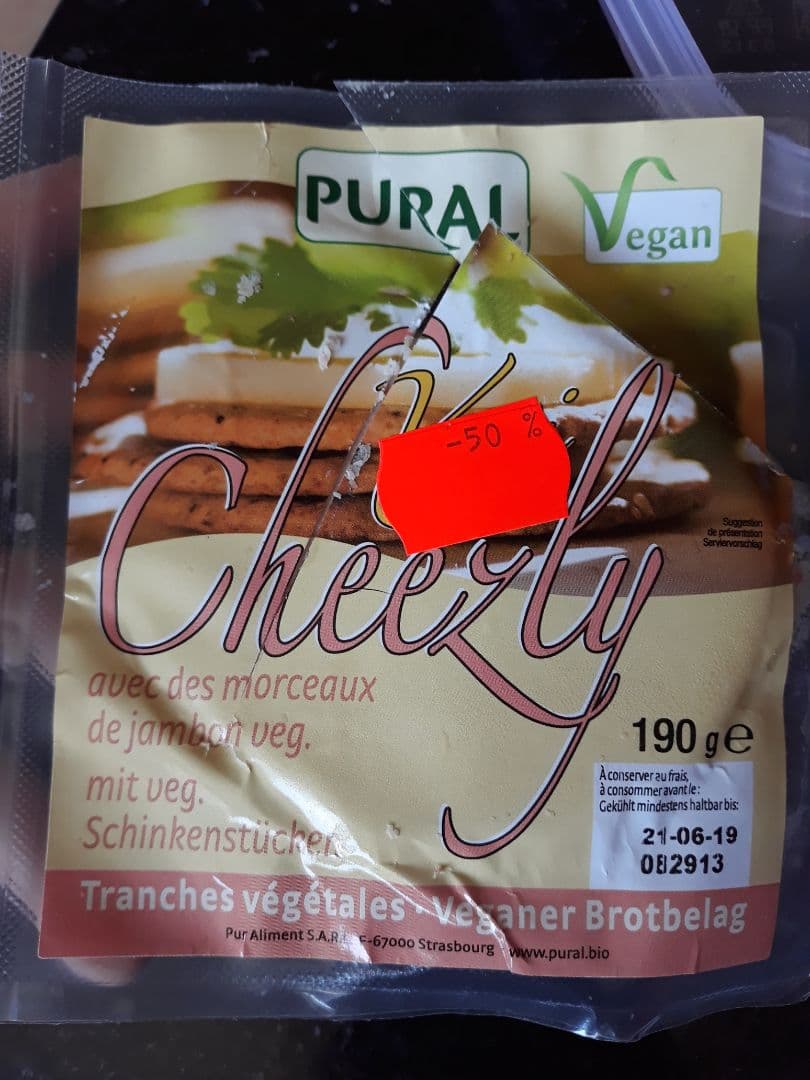 PURAL
Vegan
-50 %
Cheezly
Suggestion
de présentation
Serviervorschlag
avec des morceaux
de jambon veg.
mit veg.
Schinkenstücken
190 g e
À conserver au frais,
à consommer avant le :
Gekühlt mindestens haltbar bis:
21-06-19
082913
Tranches végétales - Veganer Brotbelag
Pur Aliment S.A.R. F-67000 Strasbourg www.pural.bio